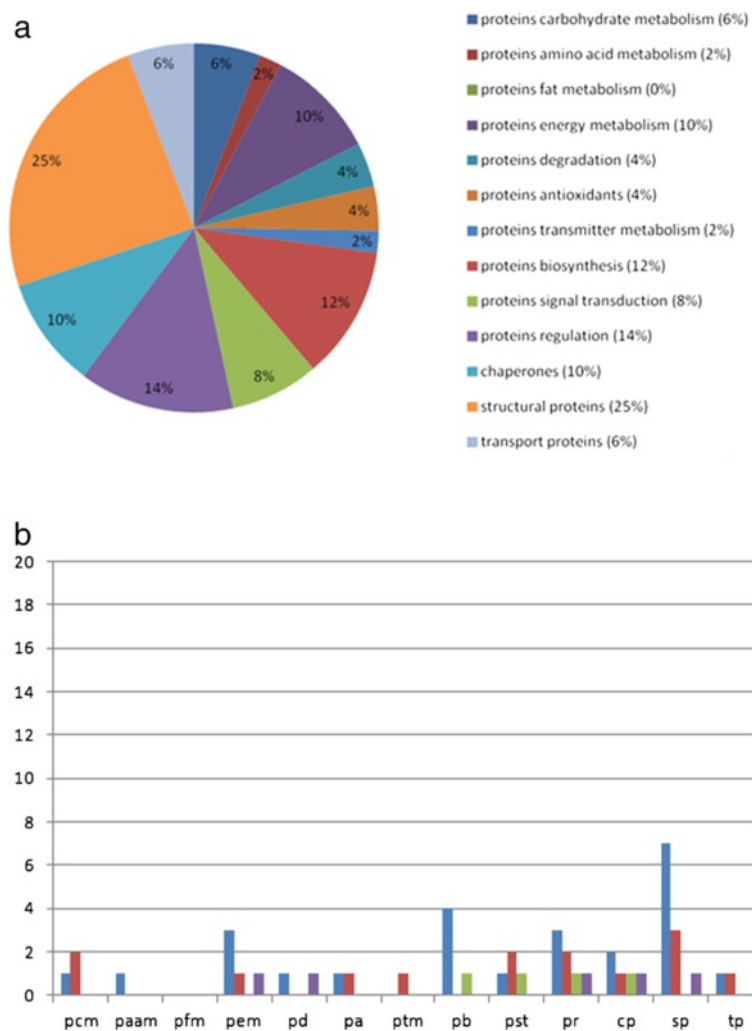 a
6%
6%
2%
10%
4%
4%
2%
12%
8%
14%
10%
25%
proteins carbohydrate metabolism (6%)
proteins amino acid metabolism (2%)
proteins fat metabolism (0%)
proteins energy metabolism (10%)
proteins degradation (4%)
proteins antioxidants (4%)
proteins transmitter metabolism (2%)
proteins biosynthesis (12%)
proteins signal transduction (8%)
proteins regulation (14%)
chaperones (10%)
structural proteins (25%)
transport proteins (6%)
b
20
18
16
14
12
10
8
6
4
2
0
pcm paam pfm pem pd pa ptm pb pst pr cp sp tp